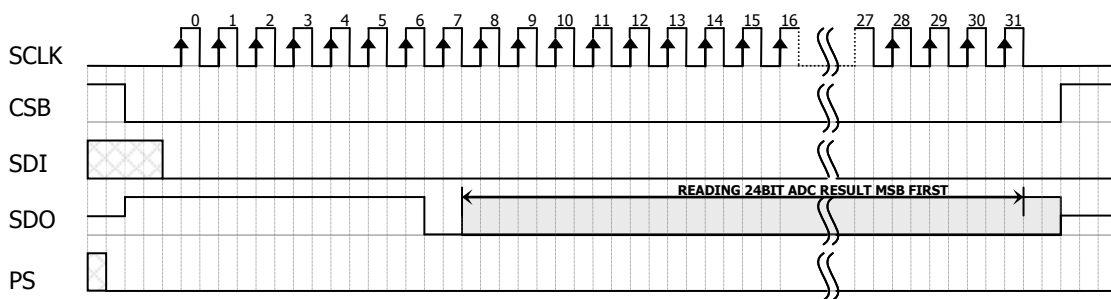 0 1 2 3 4 5 6 7 8 9 10 11 12 13 14 15 16 27 28 29 30 31
SCLK
CSB
SDI
READING 24BIT ADC RESULT MSB FIRST
SDO
PS